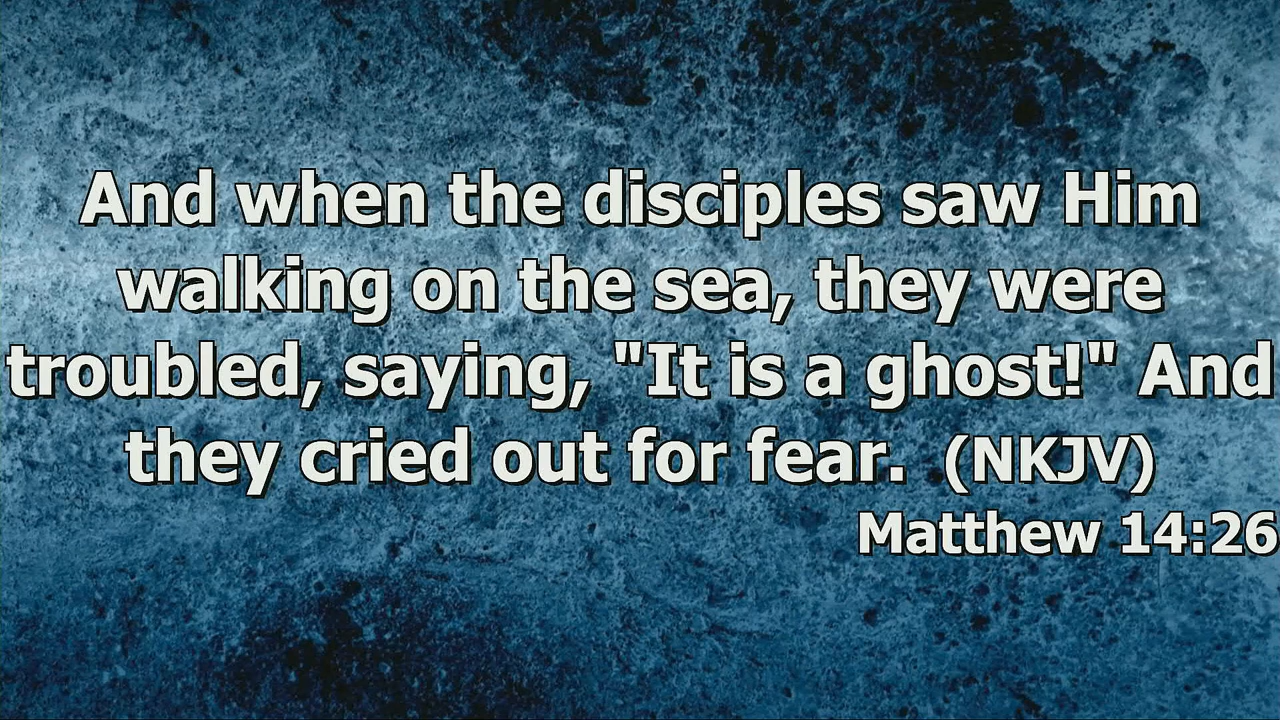 And when the disciples saw Him
walking on the sea, they were
troubled, saying, "It is a ghost!" And
they cried out for fear. (NKJV)
Matthew 14:26